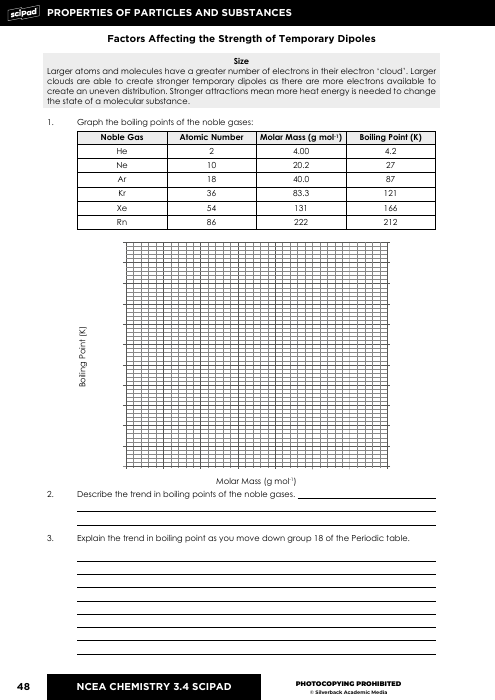 scipad PROPERTIES OF PARTICLES AND SUBSTANCES
Factors Affecting the Strength of Temporary Dipoles
Size
Larger atoms and molecules have a greater number of electrons in their electron ‘cloud’. Larger
clouds are able to create stronger temporary dipoles as there are more electrons available to
create an uneven distribution. Stronger attractions mean more heat energy is needed to change
the state of a molecular substance.
1. Graph the boiling points of the noble gases:
Noble Gas Atomic Number Molar Mass (g mol⁻¹) Boiling Point (K)
He 2 4.00 4.2
Ne 10 20.2 27
Ar 18 40.0 87
Kr 36 83.3 121
Xe 54 131 166
Rn 86 222 212
Boiling Point (K)
Molar Mass (g mol⁻¹)
2. Describe the trend in boiling points of the noble gases.
3. Explain the trend in boiling point as you move down group 18 of the Periodic table.
48 NCEA CHEMISTRY 3.4 SCIPAD PHOTOCOPYING PROHIBITED
© Silverback Academic Media